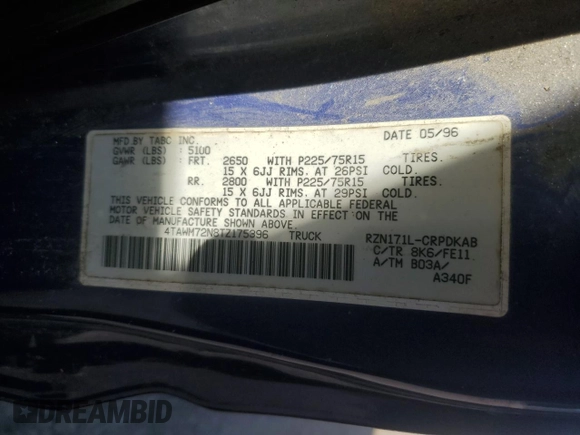 MFD BY TABC INC. DATE 05/96
GVWR (LBS) : 5100
GAWR (LBS) : FRT. 2650 WITH P225/75R15 TIRES.
15 X 6JJ RIMS. AT 26PSI COLD.
RR. 2800 WITH P225/75R15 TIRES.
15 X 6JJ RIMS. AT 29PSI COLD.
THIS VEHICLE CONFORMS TO ALL APPLICABLE FEDERAL
MOTOR VEHICLE SAFETY STANDARDS IN EFFECT ON THE
DATE OF MANUFACTURE SHOWN ABOVE.
4TAWM72N8TZ175996 TRUCK RZN171L-CRPDKAB
C/TR 8K6/FE11
A/TM B03A/
A340F
DREAMBID